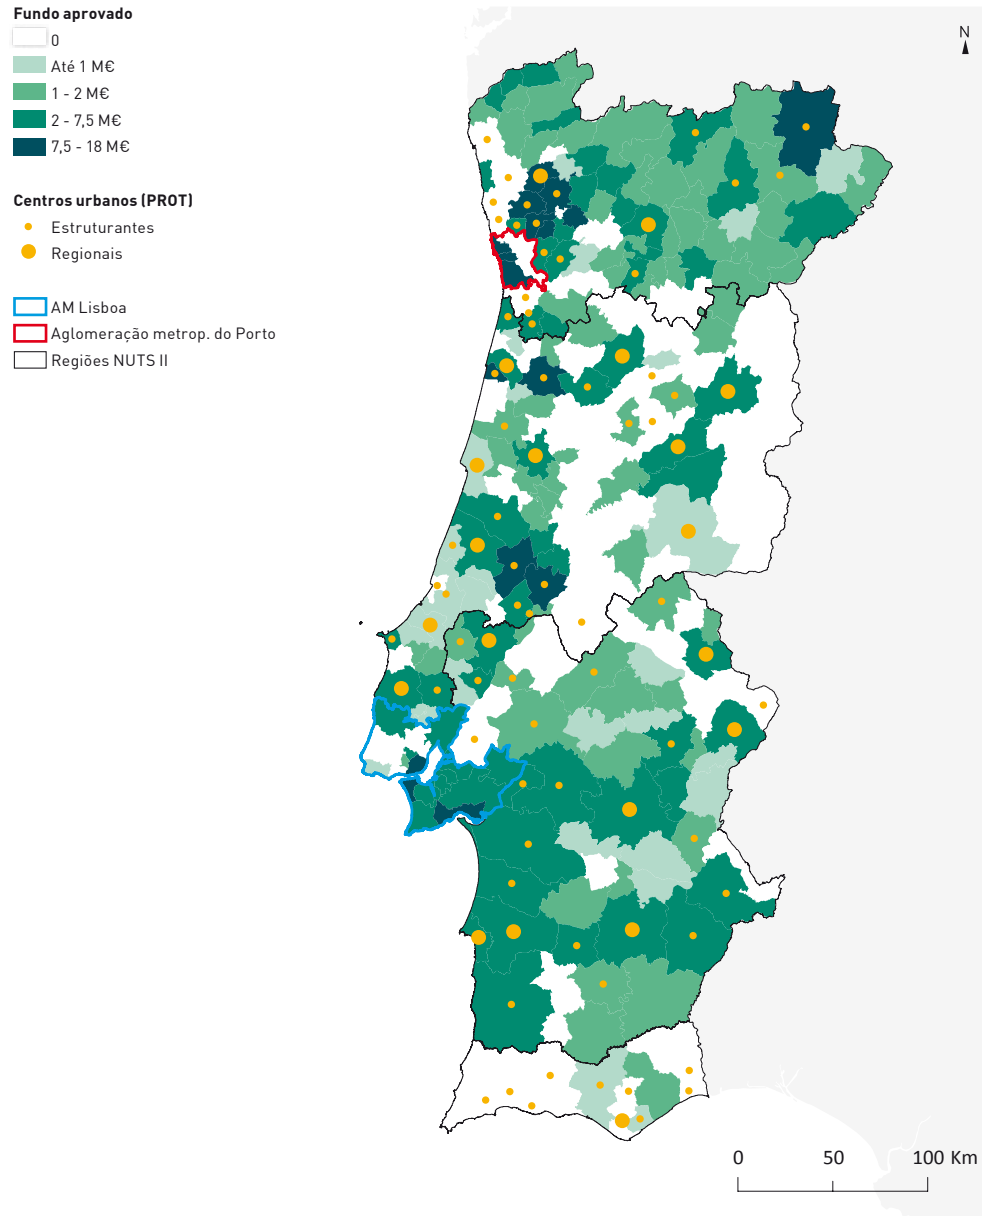 Fundo aprovado
0
Até 1 M€
1 - 2 M€
2 - 7,5 M€
7,5 - 18 M€
Centros urbanos (PROT)
Estruturantes
Regionais
AM Lisboa
Aglomeração metrop. do Porto
Regiões NUTS II
N
0 50 100 Km